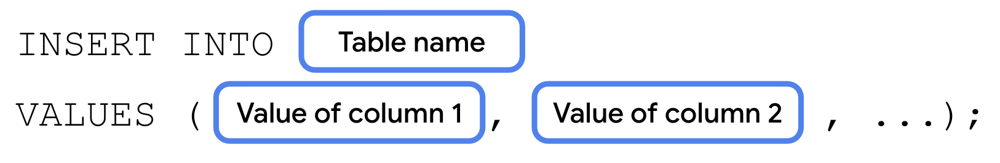 INSERT INTO Table name
VALUES ( Value of column 1 , Value of column 2 , ...);